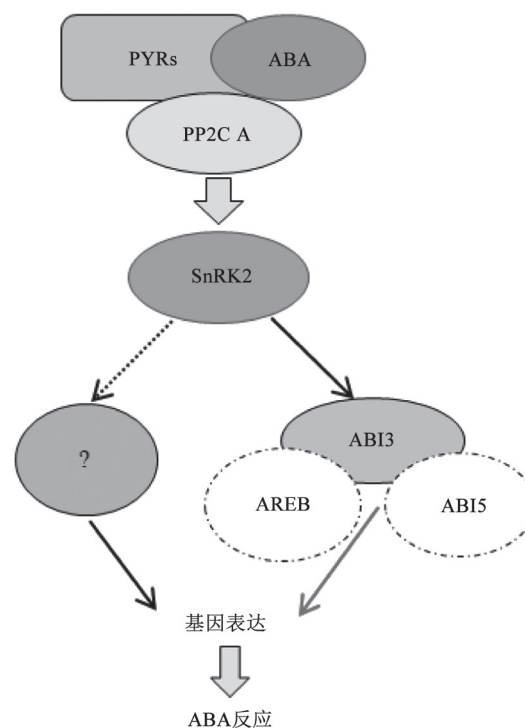 PYRs ABA
PP2C A
SnRK2
?
ABI3
AREB ABI5
基因表达
ABA反应